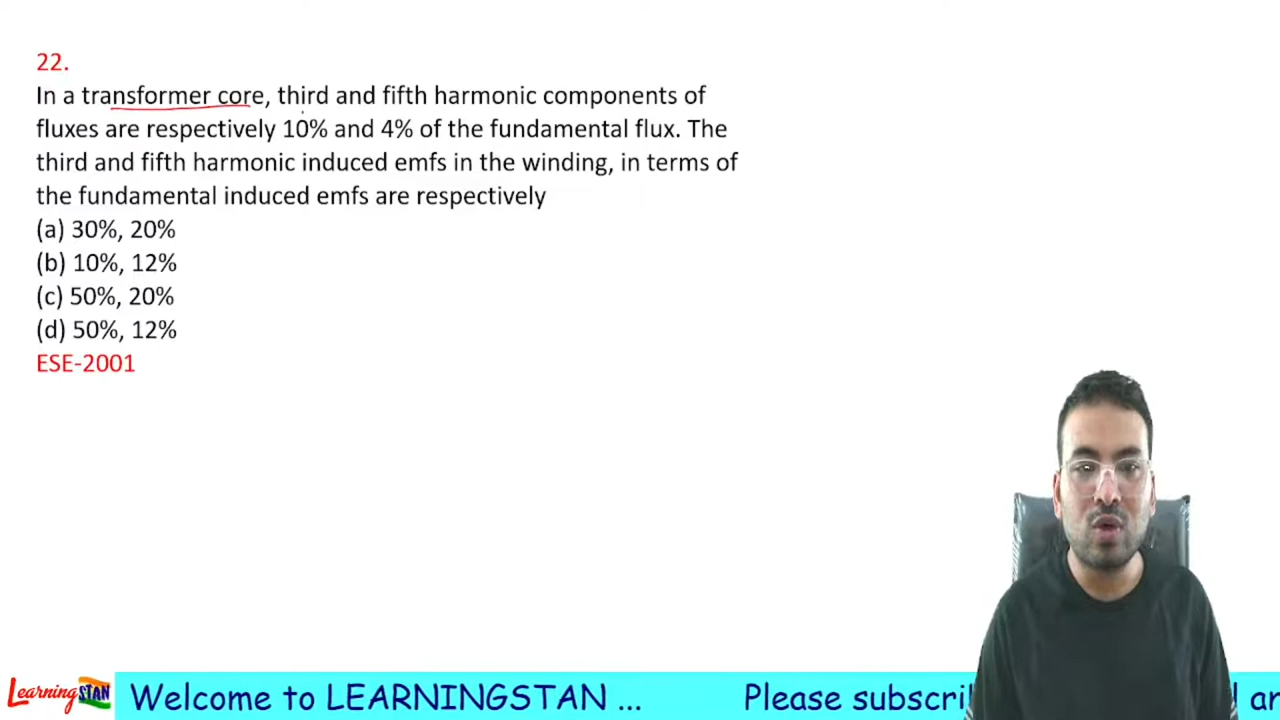 22.
In a transformer core, third and fifth harmonic components of
fluxes are respectively 10% and 4% of the fundamental flux. The
third and fifth harmonic induced emfs in the winding, in terms of
the fundamental induced emfs are respectively
(a) 30%, 20%
(b) 10%, 12%
(c) 50%, 20%
(d) 50%, 12%
ESE-2001
Learning STAN
Welcome to LEARNINGSTAN ... Please subscri